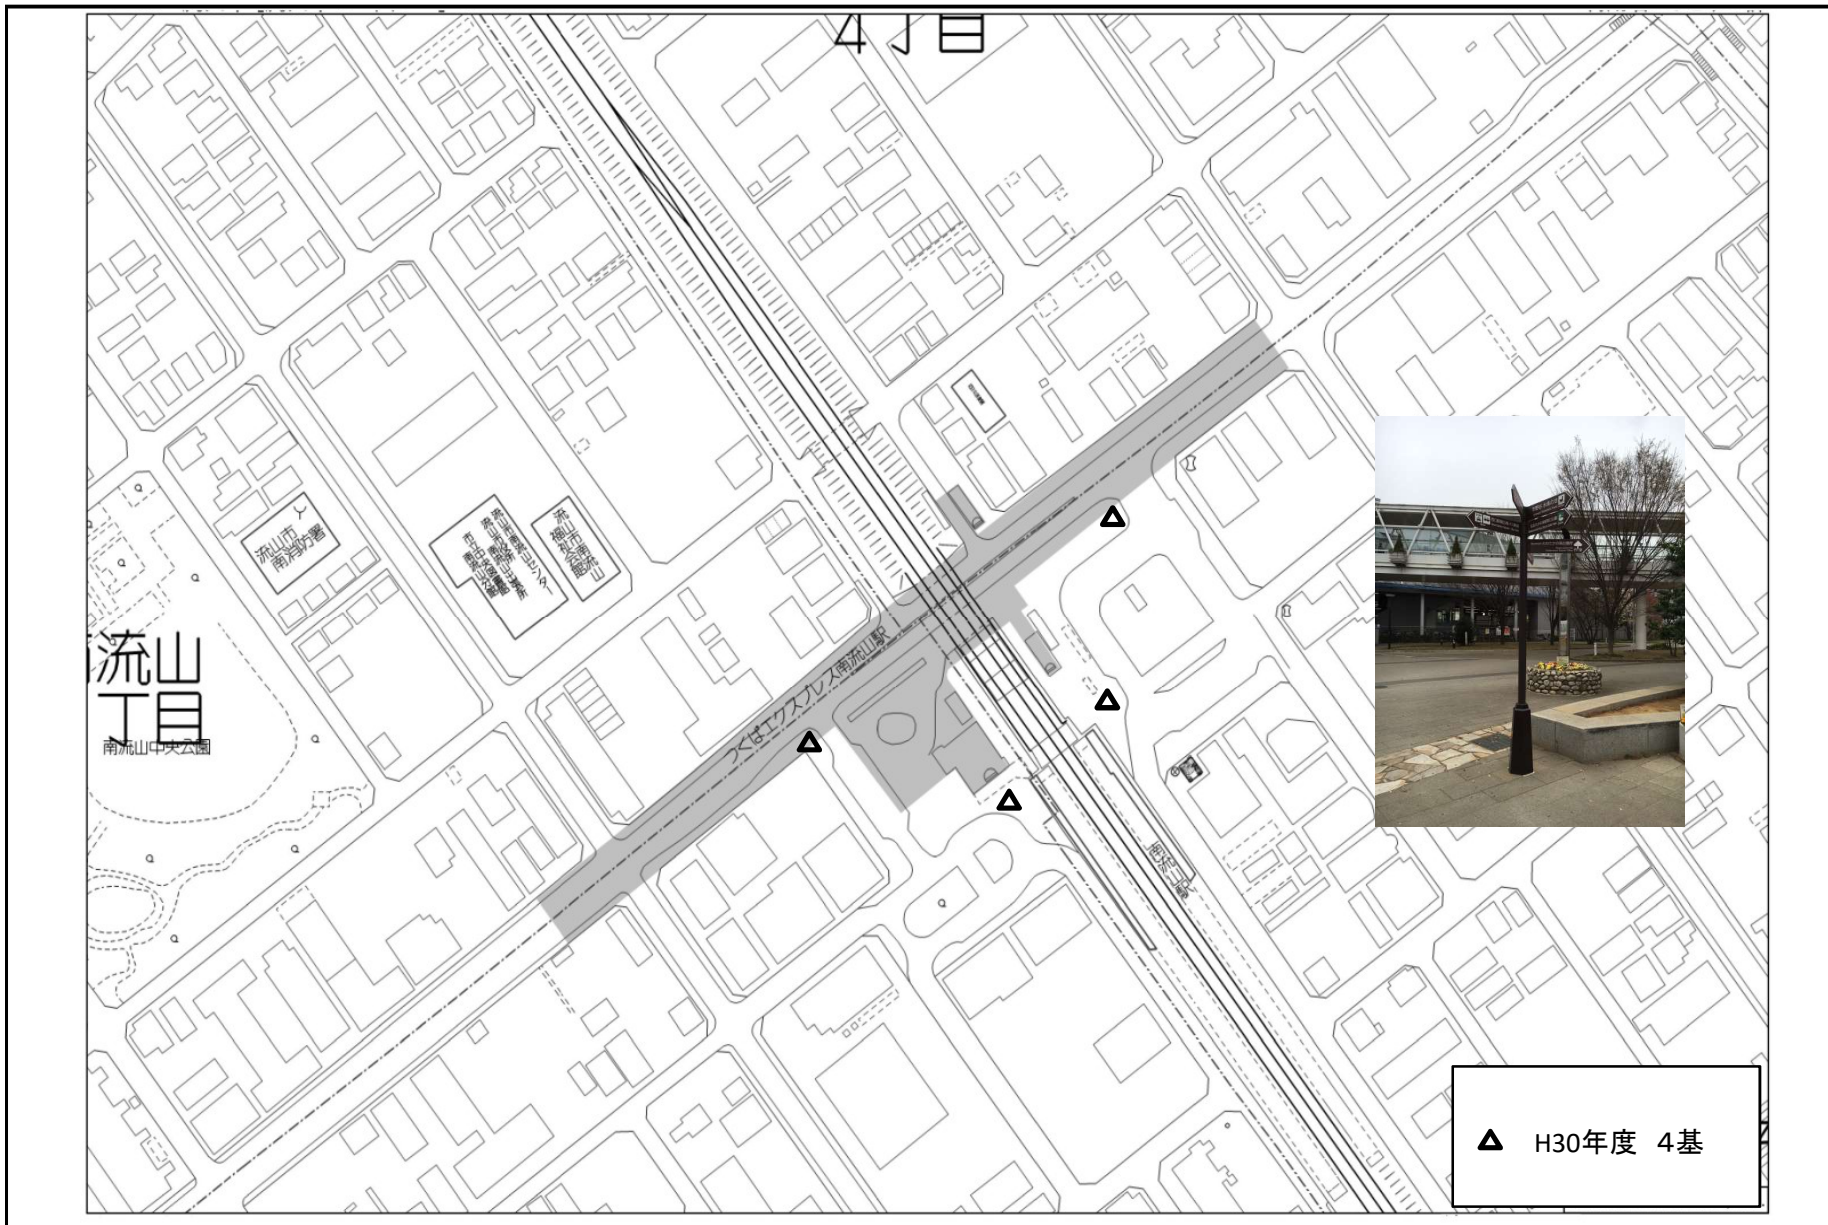 4丁目
流山市
南消防署
流山市南流山センター
流山市南流山
福祉会館
つくばエクスプレス南流山駅
流山
丁目
南流山中央公園
南流山駅
H30年度 4基